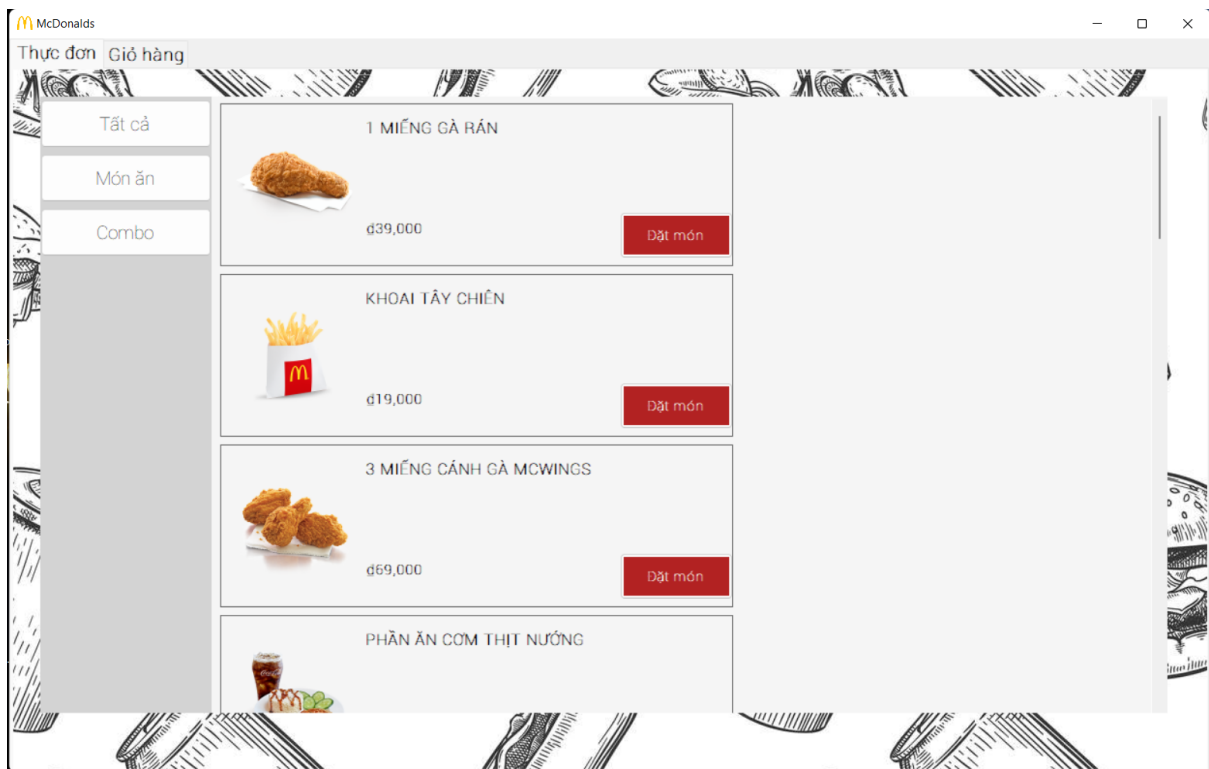 McDonalds
Thực đơn Giỏ hàng
Tất cả
Món ăn
Combo
1 MIẾNG GÀ RÁN
₫39,000
Đặt món
KHOAI TÂY CHIÊN
₫19,000
Đặt món
3 MIẾNG CÁNH GÀ MCWINGS
₫69,000
Đặt món
PHẦN ĂN CƠM THỊT NƯỚNG